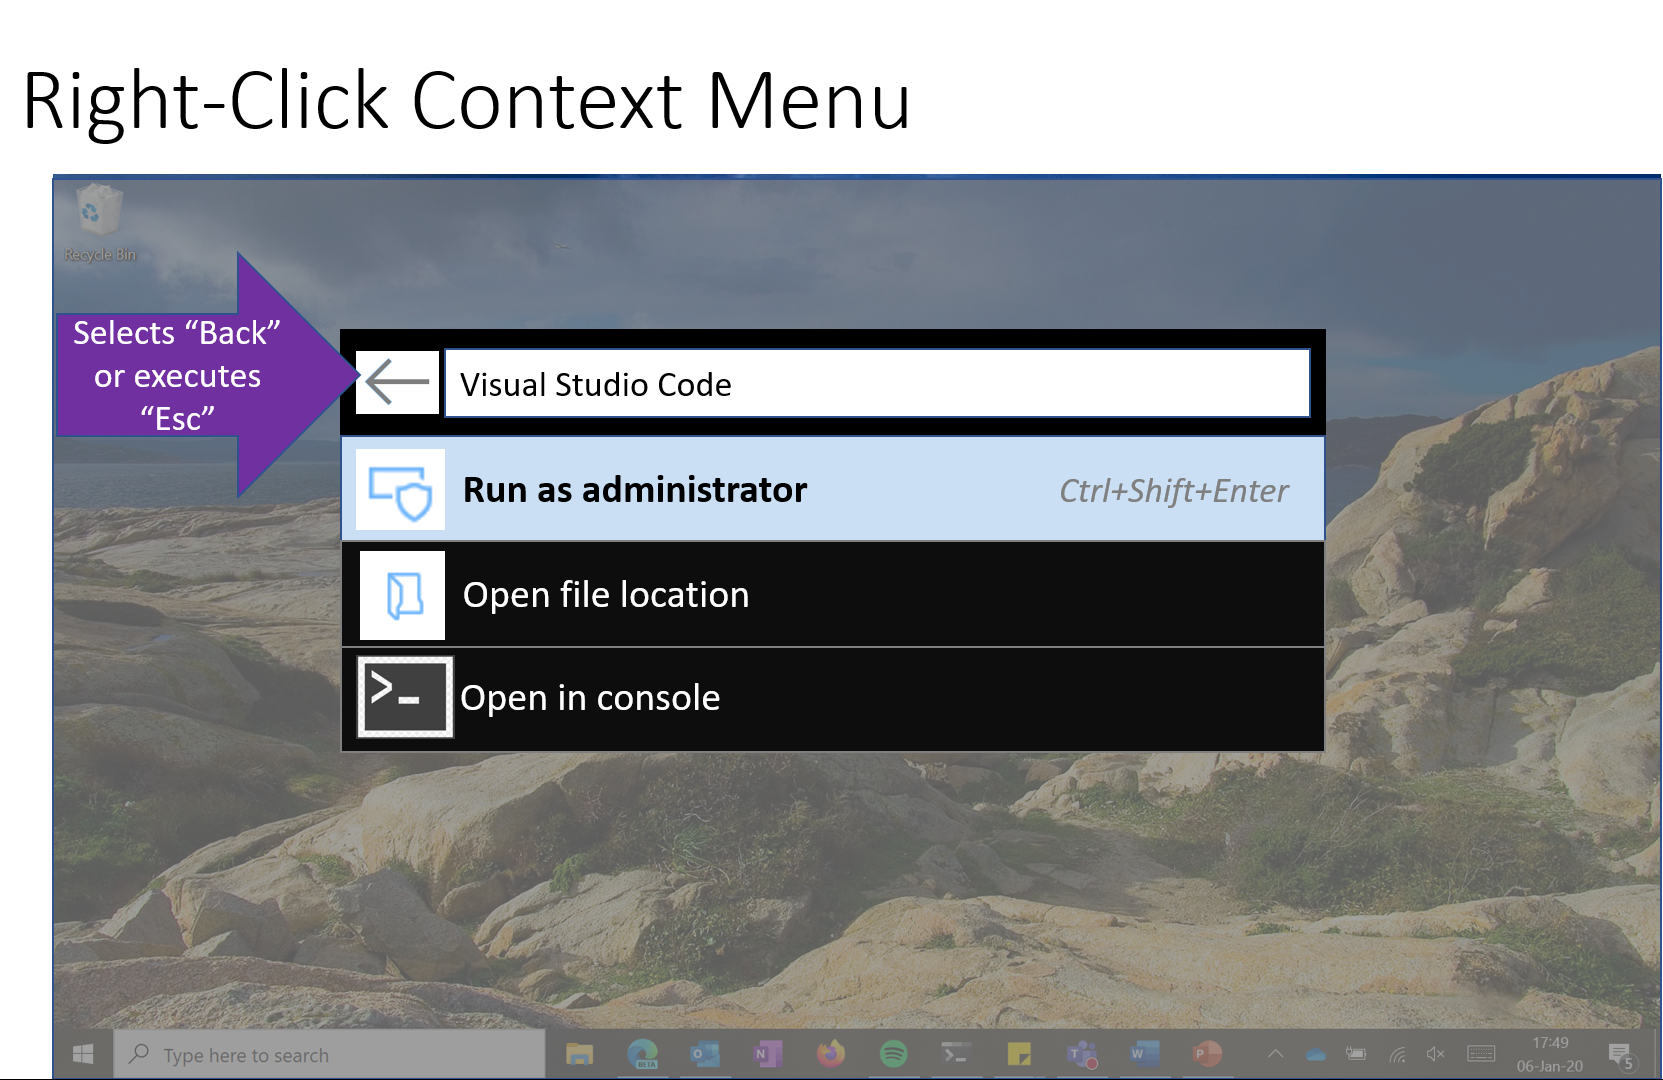 Right-Click Context Menu
Recycle Bin
Selects “Back”
or executes
“Esc”
Visual Studio Code
Run as administrator
Ctrl+Shift+Enter
Open file location
>_ Open in console
Type here to search
BETA
O
N
>_
T
W
P
17:49
06-Jan-20
5